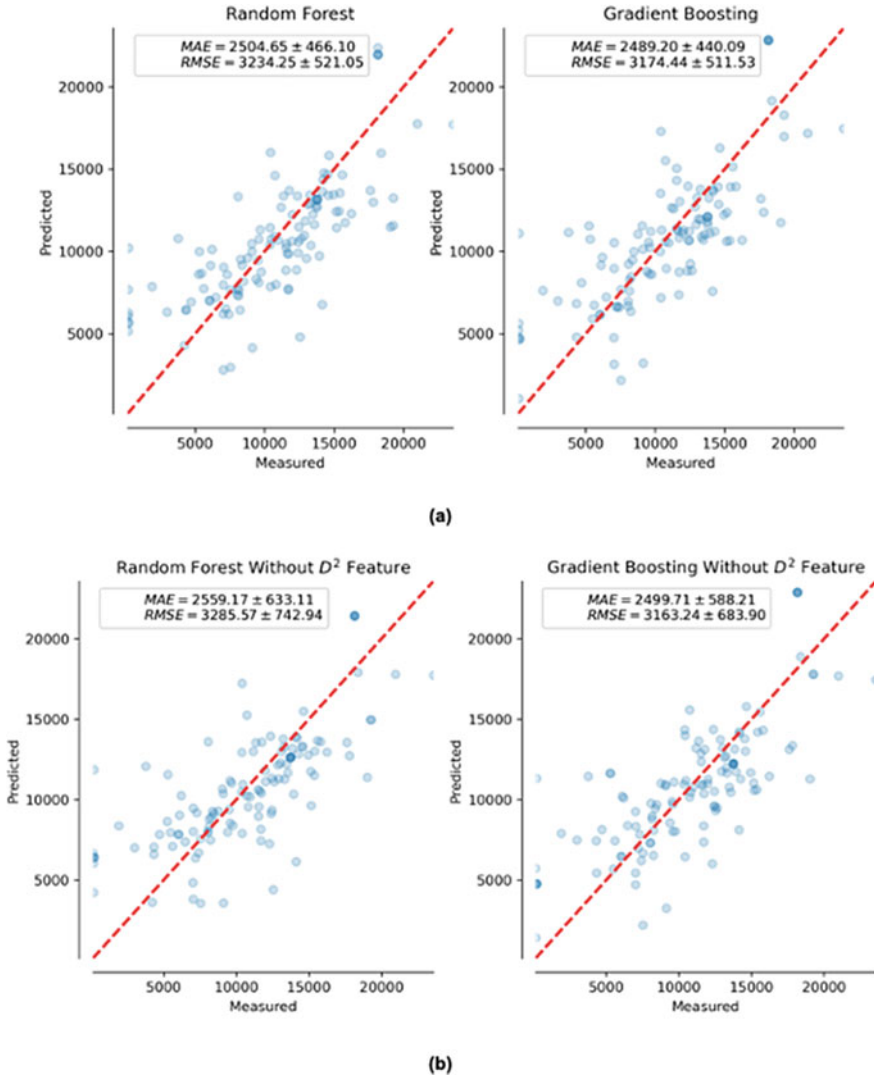 Random Forest
MAE = 2504.65 ± 466.10
RMSE = 3234.25 ± 521.05
20000
15000
10000
5000
Predicted
5000 10000 15000 20000
Measured
Gradient Boosting
MAE = 2489.20 ± 440.09
RMSE = 3174.44 ± 511.53
20000
15000
10000
5000
Predicted
5000 10000 15000 20000
Measured
(a)
Random Forest Without D² Feature
MAE = 2559.17 ± 633.11
RMSE = 3285.57 ± 742.94
20000
15000
10000
5000
Predicted
5000 10000 15000 20000
Measured
Gradient Boosting Without D² Feature
MAE = 2499.71 ± 588.21
RMSE = 3163.24 ± 683.90
20000
15000
10000
5000
Predicted
5000 10000 15000 20000
Measured
(b)